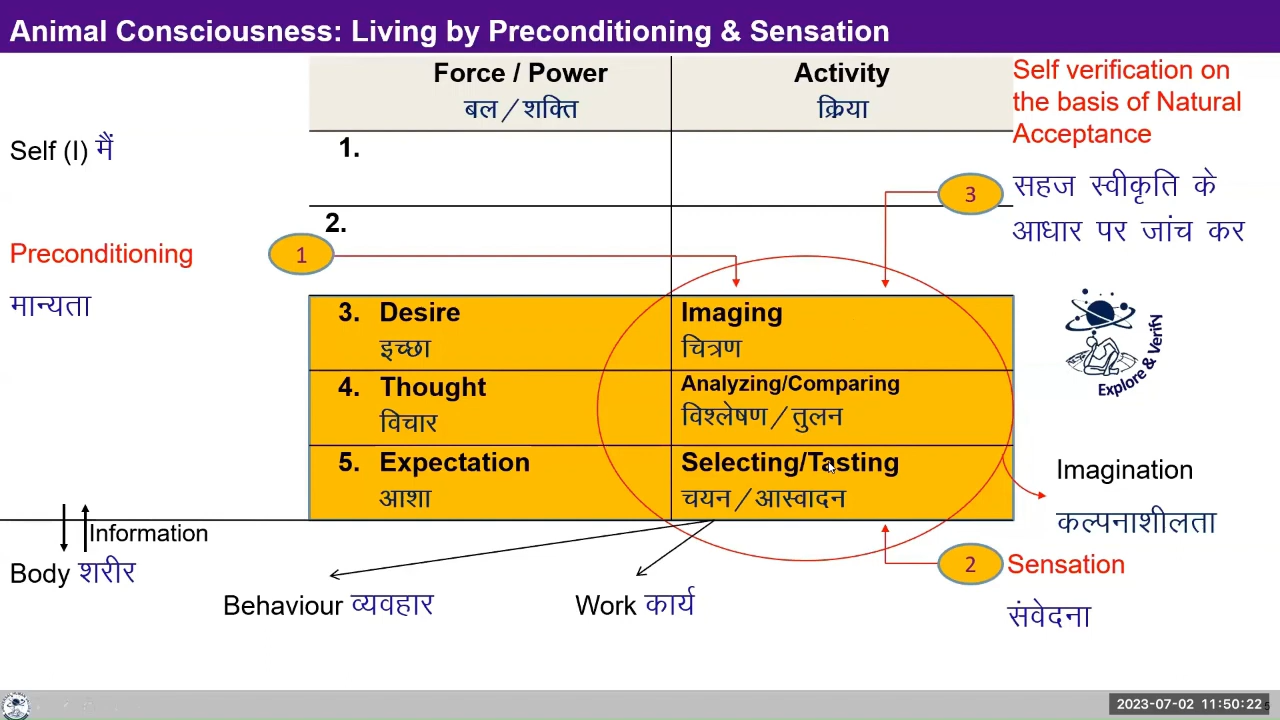 Animal Consciousness: Living by Preconditioning & Sensation
Force / Power
बल/शक्ति
Activity
क्रिया
Self verification on
the basis of Natural
Acceptance
सहज स्वीकृति के
आधार पर जांच कर
Self (I) मैं
1.
2.
3
1
Preconditioning
मान्यता
3. Desire
इच्छा
Imaging
चित्रण
4. Thought
विचार
Analyzing/Comparing
विश्लेषण/तुलन
5. Expectation
आशा
Selecting/Tasting
चयन/आस्वादन
Explore & Verify
Imagination
कल्पनाशीलता
Information
Body शरीर
2
Sensation
संवेदना
Behaviour व्यवहार
Work कार्य
2023-07-02 11:50:22
5